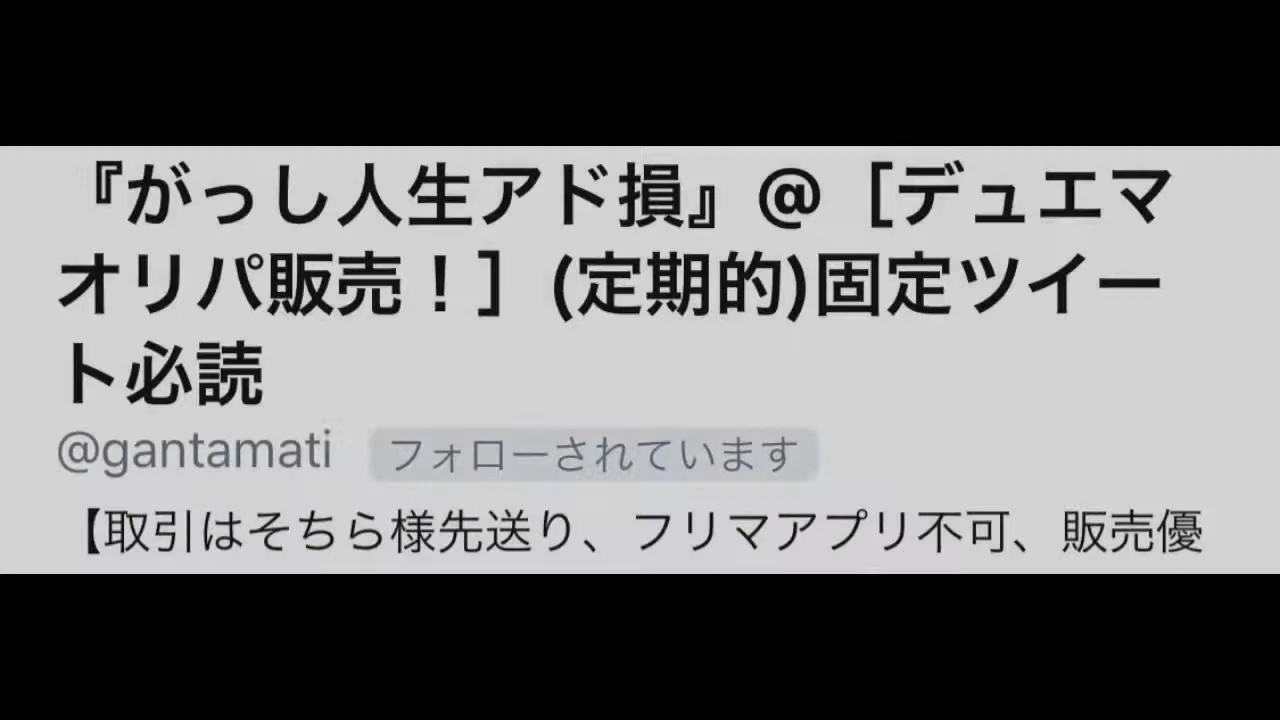 『がっし人生アド損』@［デュエマ
オリパ販売！］(定期的)固定ツイー
ト必読
@gantamati フォローされています
【取引はそちら様先送り、フリマアプリ不可、販売優